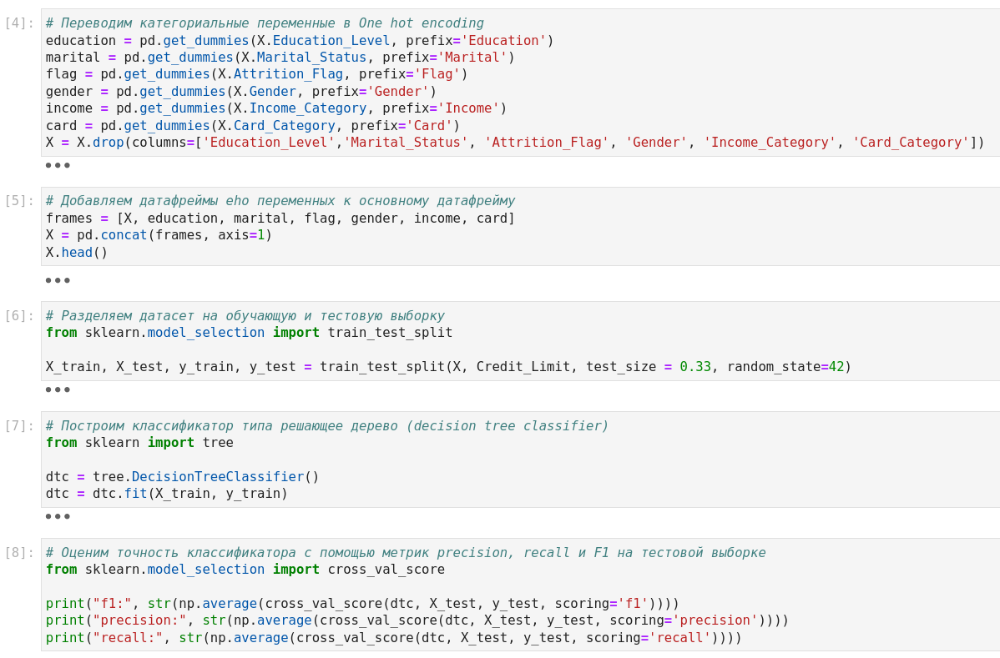 [4]:
# Переводим категориальные переменные в One hot encoding
education = pd.get_dummies(X.Education_Level, prefix='Education')
marital = pd.get_dummies(X.Marital_Status, prefix='Marital')
flag = pd.get_dummies(X.Attrition_Flag, prefix='Flag')
gender = pd.get_dummies(X.Gender, prefix='Gender')
income = pd.get_dummies(X.Income_Category, prefix='Income')
card = pd.get_dummies(X.Card_Category, prefix='Card')
X = X.drop(columns=['Education_Level','Marital_Status', 'Attrition_Flag', 'Gender', 'Income_Category', 'Card_Category'])
[5]:
# Добавляем датафреймы eho переменных к основному датафрейму
frames = [X, education, marital, flag, gender, income, card]
X = pd.concat(frames, axis=1)
X.head()
[6]:
# Разделяем датасет на обучающую и тестовую выборку
from sklearn.model_selection import train_test_split
X_train, X_test, y_train, y_test = train_test_split(X, Credit_Limit, test_size = 0.33, random_state=42)
[7]:
# Построим классификатор типа решающее дерево (decision tree classifier)
from sklearn import tree
dtc = tree.DecisionTreeClassifier()
dtc = dtc.fit(X_train, y_train)
[8]:
# Оценим точность классификатора с помощью метрик precision, recall и F1 на тестовой выборке
from sklearn.model_selection import cross_val_score
print("f1:", str(np.average(cross_val_score(dtc, X_test, y_test, scoring='f1'))))
print("precision:", str(np.average(cross_val_score(dtc, X_test, y_test, scoring='precision'))))
print("recall:", str(np.average(cross_val_score(dtc, X_test, y_test, scoring='recall'))))